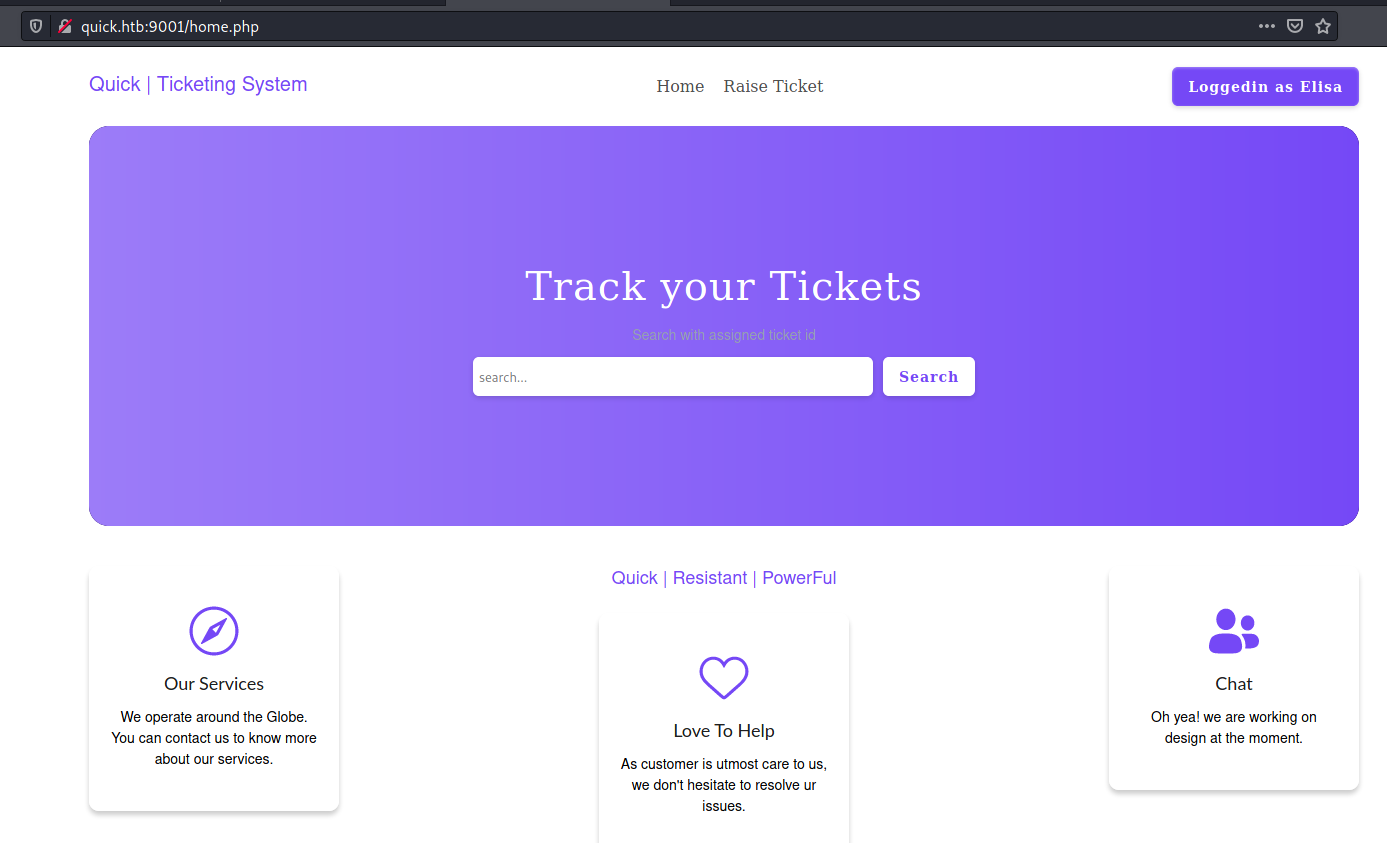 quick.htb:9001/home.php
Quick | Ticketing System
Home
Raise Ticket
Loggedin as Elisa
Track your Tickets
Search with assigned ticket id
search...
Search
Our Services
We operate around the Globe.
You can contact us to know more
about our services.
Quick | Resistant | PowerFul
Love To Help
As customer is utmost care to us,
we don't hesitate to resolve ur
issues.
Chat
Oh yea! we are working on
design at the moment.